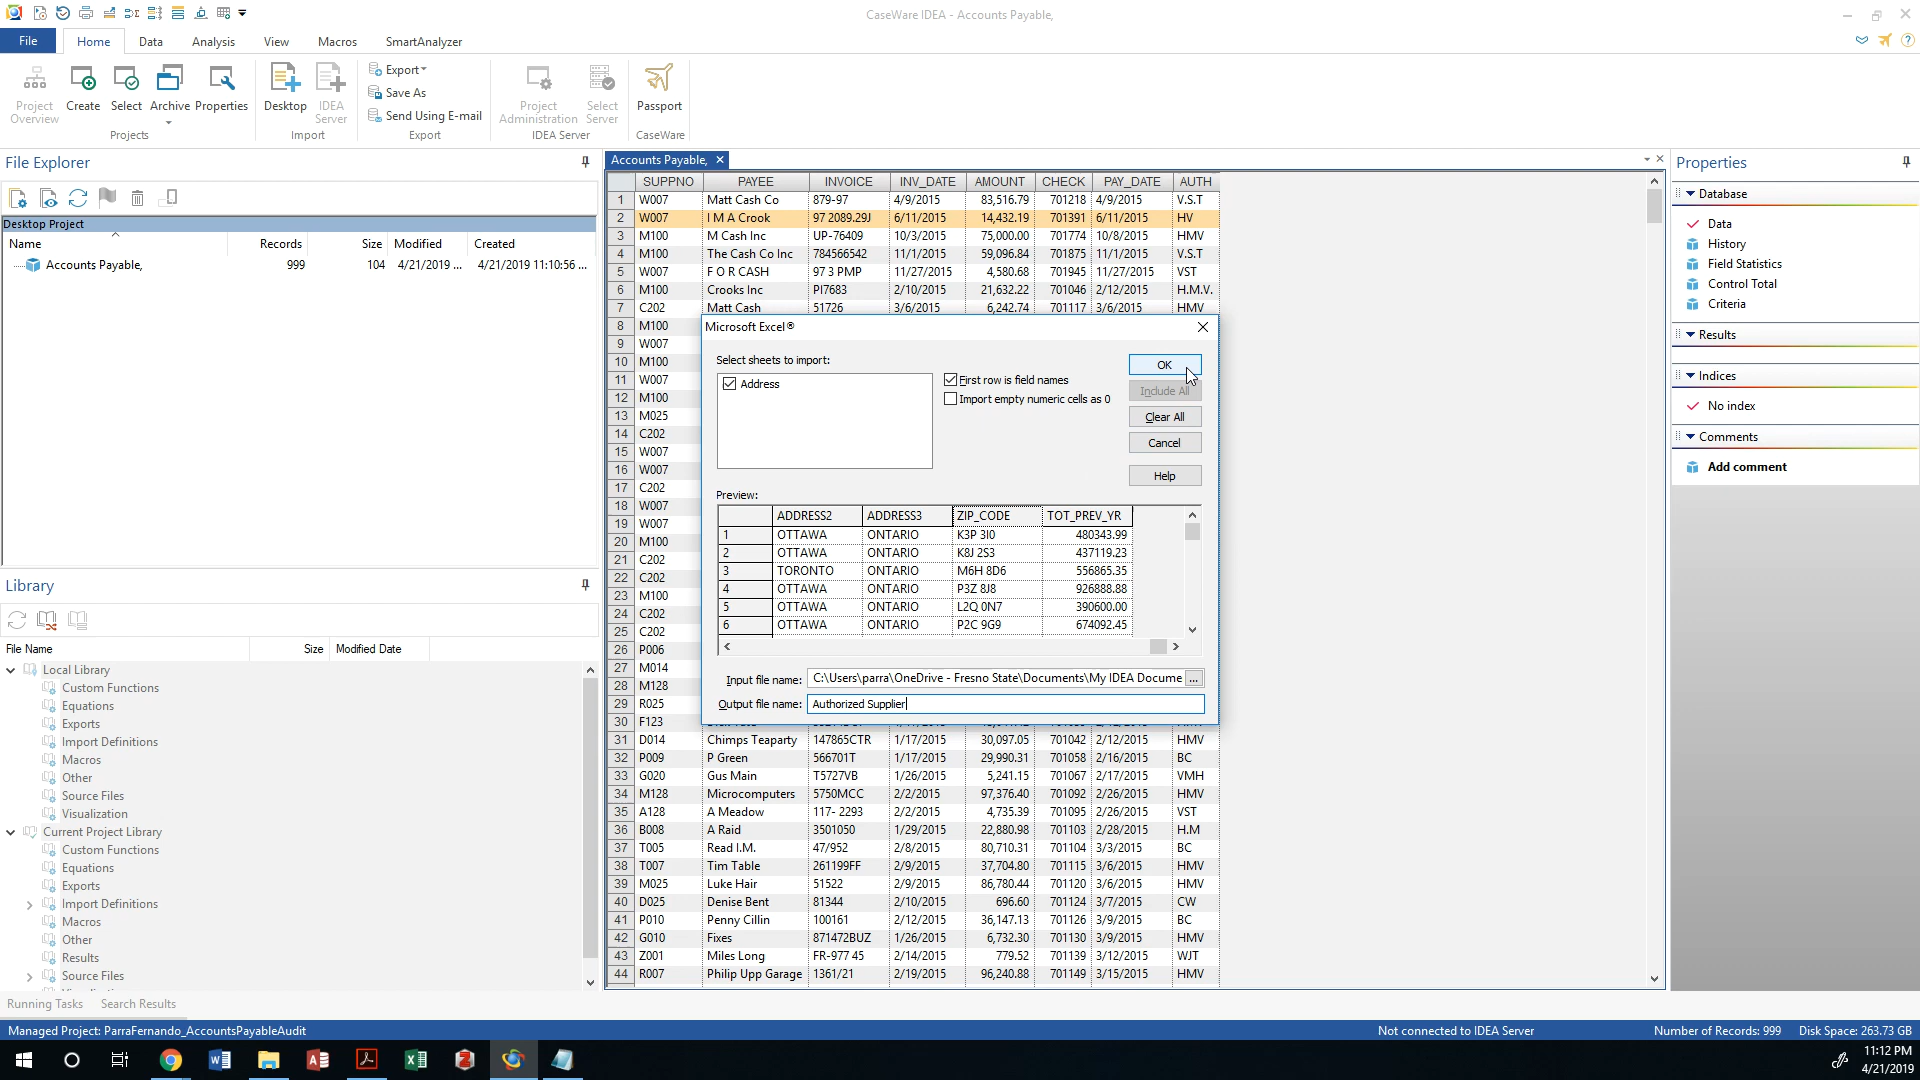 CaseWare IDEA - Accounts Payable,
File
Home
Data
Analysis
View
Macros
SmartAnalyzer
Project Overview
Create
Select
Archive
Properties
Projects
Desktop
IDEA Server
Import
Export
Save As
Send Using E-mail
Export
Project Administration
Select Server
IDEA Server
Passport
CaseWare
File Explorer
Desktop Project
Name Records Size Modified Created
Accounts Payable, 999 104 4/21/2019 ... 4/21/2019 11:10:56 ...
Library
File Name Size Modified Date
Local Library
Custom Functions
Equations
Exports
Import Definitions
Macros
Other
Source Files
Visualization
Current Project Library
Custom Functions
Equations
Exports
Import Definitions
Macros
Other
Results
Source Files
Running Tasks Search Results
Accounts Payable,
SUPPNO PAYEE INVOICE INV_DATE AMOUNT CHECK PAY_DATE AUTH
1 W007 Matt Cash Co 879-97 4/9/2015 83,516.79 701218 4/9/2015 V.S.T
2 W007 I M A Crook 97 2089.29J 6/11/2015 14,432.19 701391 6/11/2015 HV
3 M100 M Cash Inc UP-76409 10/3/2015 75,000.00 701774 10/8/2015 HMV
4 M100 The Cash Co Inc 784566542 11/1/2015 59,096.84 701875 11/1/2015 V.S.T
5 W007 F O R CASH 97 3 PMP 11/27/2015 4,580.68 701945 11/27/2015 VST
6 M100 Crooks Inc PI7683 2/10/2015 21,632.22 701046 2/12/2015 H.M.V.
7 C202 Matt Cash 51726 3/6/2015 6,242.74 701117 3/6/2015 HMV
8 M100
9 W007
10 M100
11 W007
12 M100
13 M025
14 C202
15 W007
16 W007
17 C202
18 W007
19 W007
20 M100
21 C202
22 C202
23 M100
24 C202
25 C202
26 P006
27 M014
28 M128
29 R025
30 F123
31 D014 Chimps Teaparty 147865CTR 1/17/2015 30,097.05 701042 2/12/2015 HMV
32 P009 P Green 566701T 1/17/2015 29,990.31 701058 2/16/2015 BC
33 G020 Gus Main T5727VB 1/26/2015 5,241.15 701067 2/17/2015 VMH
34 M128 Microcomputers 5750MCC 2/2/2015 97,376.40 701092 2/26/2015 HMV
35 A128 A Meadow 117- 2293 2/2/2015 4,735.39 701095 2/26/2015 VST
36 B008 A Raid 3501050 1/29/2015 22,880.98 701103 2/28/2015 H.M
37 T005 Read I.M. 47/952 2/8/2015 80,710.31 701104 3/3/2015 BC
38 T007 Tim Table 261199FF 2/9/2015 37,704.80 701115 3/6/2015 HMV
39 M025 Luke Hair 51522 2/9/2015 86,780.44 701120 3/6/2015 HMV
40 D025 Denise Bent 81344 2/10/2015 696.60 701124 3/7/2015 CW
41 P010 Penny Cillin 100161 2/12/2015 36,147.13 701126 3/9/2015 BC
42 G010 Fixes 871472BUZ 1/26/2015 6,732.30 701130 3/9/2015 HMV
43 Z001 Miles Long FR-977 45 2/14/2015 779.52 701139 3/12/2015 WJT
44 R007 Philip Upp Garage 1361/21 2/19/2015 96,240.88 701149 3/15/2015 HMV
Microsoft Excel®
Select sheets to import:
Address
First row is field names
Import empty numeric cells as 0
OK
Include All
Clear All
Cancel
Help
Preview:
ADDRESS2 ADDRESS3 ZIP_CODE TOT_PREV_YR
1 OTTAWA ONTARIO K3P 3I0 480343.99
2 OTTAWA ONTARIO K8J 2S3 437119.23
3 TORONTO ONTARIO M6H 8D6 556865.35
4 OTTAWA ONTARIO P3Z 8J8 926888.88
5 OTTAWA ONTARIO L2Q 0N7 390600.00
6 OTTAWA ONTARIO P2C 9G9 674092.45
Input file name: C:\Users\parra\OneDrive - Fresno State\Documents\My IDEA Docume ...
Output file name: Authorized Supplier
Properties
Database
Data
History
Field Statistics
Control Total
Criteria
Results
Indices
No index
Comments
Add comment
Managed Project: ParraFernando_AccountsPayableAudit
Not connected to IDEA Server
Number of Records: 999
Disk Space: 263.73 GB
11:12 PM
4/21/2019